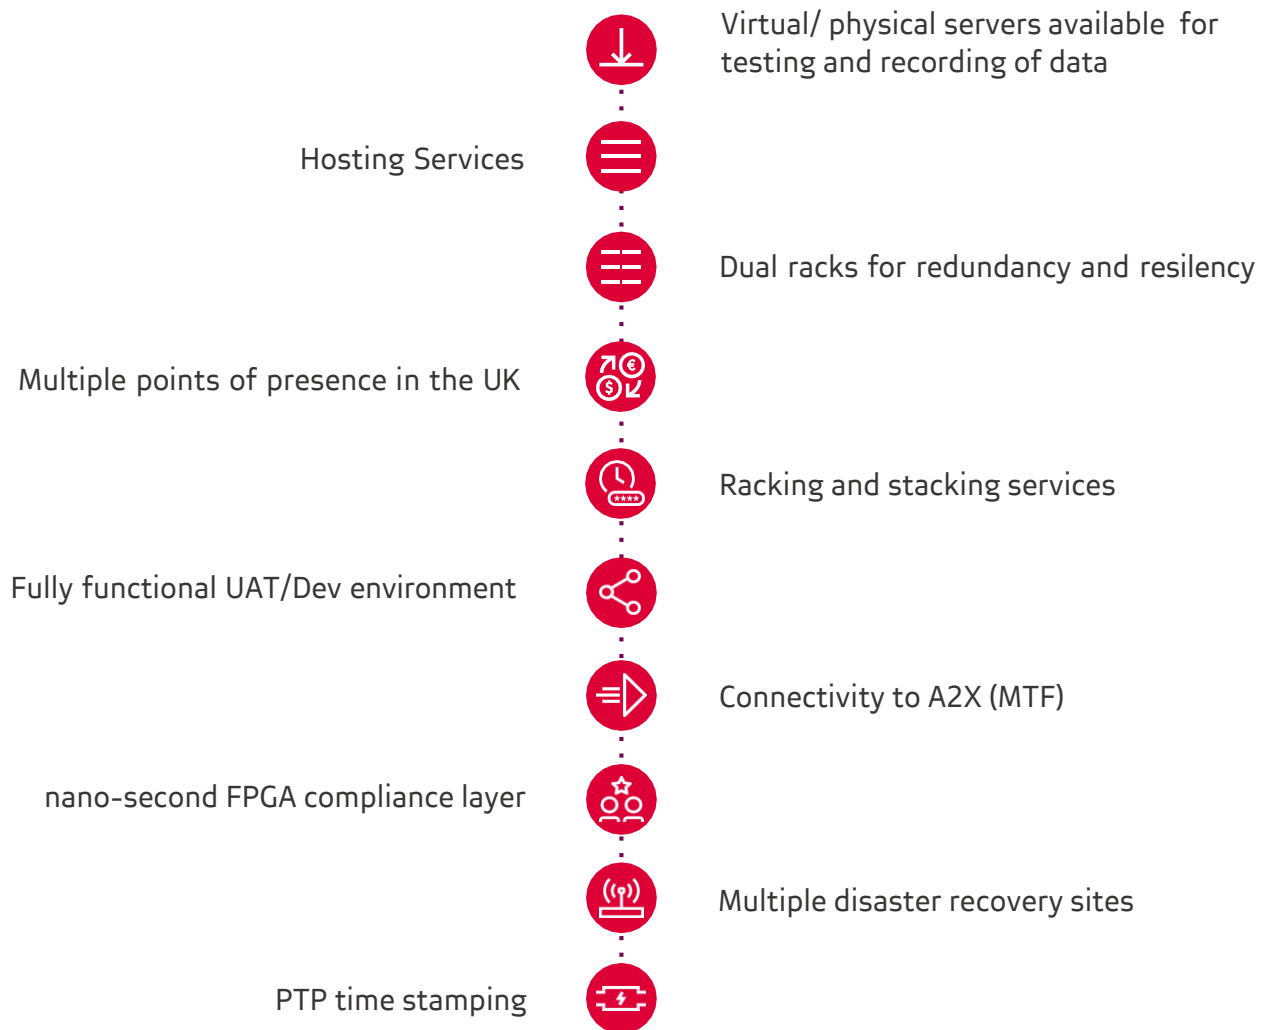 Virtual/ physical servers available for
testing and recording of data
Hosting Services
Dual racks for redundancy and resilency
Multiple points of presence in the UK
Racking and stacking services
Fully functional UAT/Dev environment
Connectivity to A2X (MTF)
nano-second FPGA compliance layer
Multiple disaster recovery sites
PTP time stamping